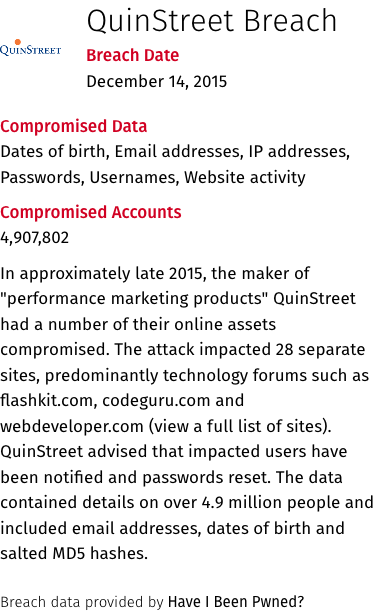 QuinStreet Breach
QUINSTREET
Breach Date
December 14, 2015
Compromised Data
Dates of birth, Email addresses, IP addresses,
Passwords, Usernames, Website activity
Compromised Accounts
4,907,802
In approximately late 2015, the maker of
"performance marketing products" QuinStreet
had a number of their online assets
compromised. The attack impacted 28 separate
sites, predominantly technology forums such as
flashkit.com, codeguru.com and
webdeveloper.com (view a full list of sites).
QuinStreet advised that impacted users have
been notified and passwords reset. The data
contained details on over 4.9 million people and
included email addresses, dates of birth and
salted MD5 hashes.
Breach data provided by Have I Been Pwned?